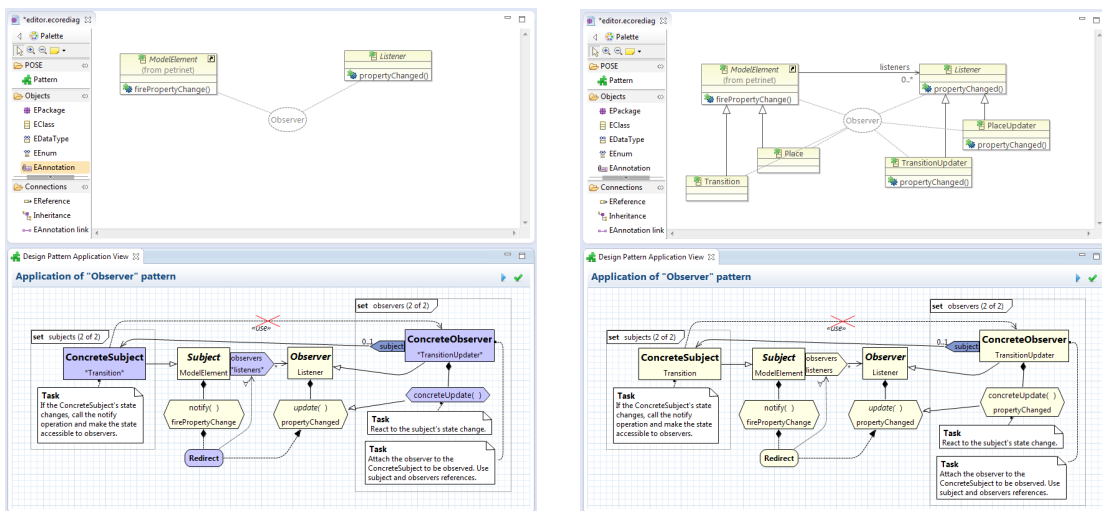 *editor.ecorediag
Palette
POSE
Pattern
Objects
EPackage
EClass
EDataType
EEnum
EAnnotation
Connections
EReference
Inheritance
EAnnotation link
ModelElement
(from petrinet)
firePropertyChange()
Listener
propertyChanged()
Observer
Design Pattern Application View
Application of "Observer" pattern
set observers (2 of 2)
set subjects (2 of 2)
«use»
ConcreteSubject
"Transition"
Subject
ModelElement
observers
"listeners"
*
Observer
Listener
0..1
subject
ConcreteObserver
"TransitionUpdater"
Task
If the ConcreteSubject's state
changes, call the notify
operation and make the state
accessible to observers.
notify( )
firePropertyChange
update( )
propertyChanged
concreteUpdate( )
Task
React to the subject's state change.
Redirect
Task
Attach the observer to the
ConcreteSubject to be observed. Use
subject and observers references.
*editor.ecorediag
Palette
POSE
Pattern
Objects
EPackage
EClass
EDataType
EEnum
EAnnotation
Connections
EReference
Inheritance
EAnnotation link
ModelElement
(from petrinet)
firePropertyChange()
listeners
0..*
Listener
propertyChanged()
Observer
PlaceUpdater
propertyChanged()
Place
TransitionUpdater
propertyChanged()
Transition
Design Pattern Application View
Application of "Observer" pattern
set observers (2 of 2)
set subjects (2 of 2)
«use»
ConcreteSubject
Transition
Subject
ModelElement
observers
listeners
*
Observer
Listener
0..1
subject
ConcreteObserver
TransitionUpdater
Task
If the ConcreteSubject's state
changes, call the notify
operation and make the state
accessible to observers.
notify( )
firePropertyChange
update( )
propertyChanged
concreteUpdate( )
propertyChanged
Task
React to the subject's state change.
Redirect
Task
Attach the observer to the
ConcreteSubject to be observed. Use
subject and observers references.